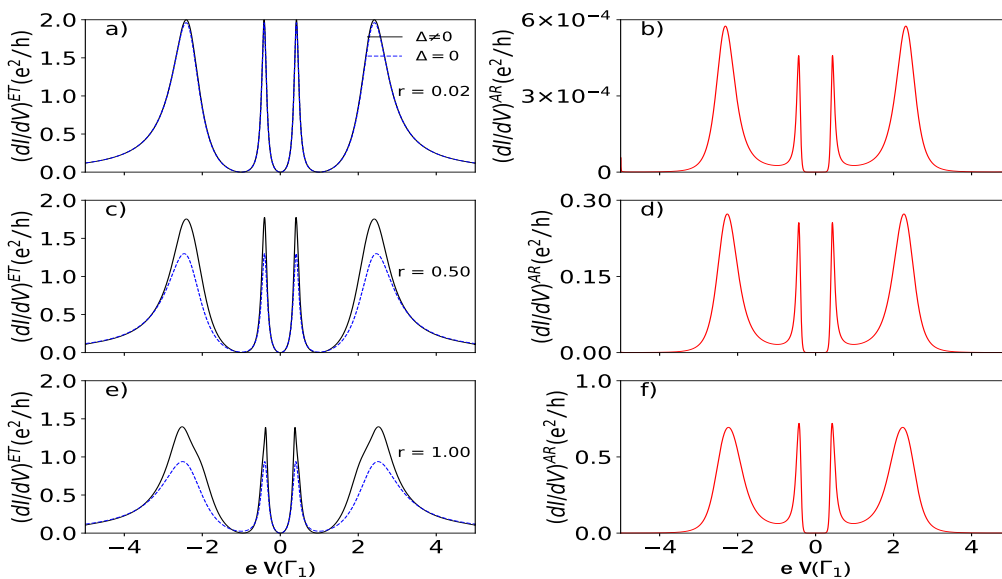 a)
Δ≠0
Δ = 0
r = 0.02
(dI/dV)^ET(e²/h)
2.0
1.5
1.0
0.5
0.0
b)
(dI/dV)^AR(e²/h)
6×10⁻⁴
3×10⁻⁴
0
c)
r = 0.50
(dI/dV)^ET(e²/h)
2.0
1.5
1.0
0.5
0.0
d)
(dI/dV)^AR(e²/h)
0.30
0.15
0.00
e)
r = 1.00
(dI/dV)^ET(e²/h)
2.0
1.5
1.0
0.5
0.0
−4 −2 0 2 4
e V(Γ₁)
f)
(dI/dV)^AR(e²/h)
1.0
0.5
0.0
−4 −2 0 2 4
e V(Γ₁)